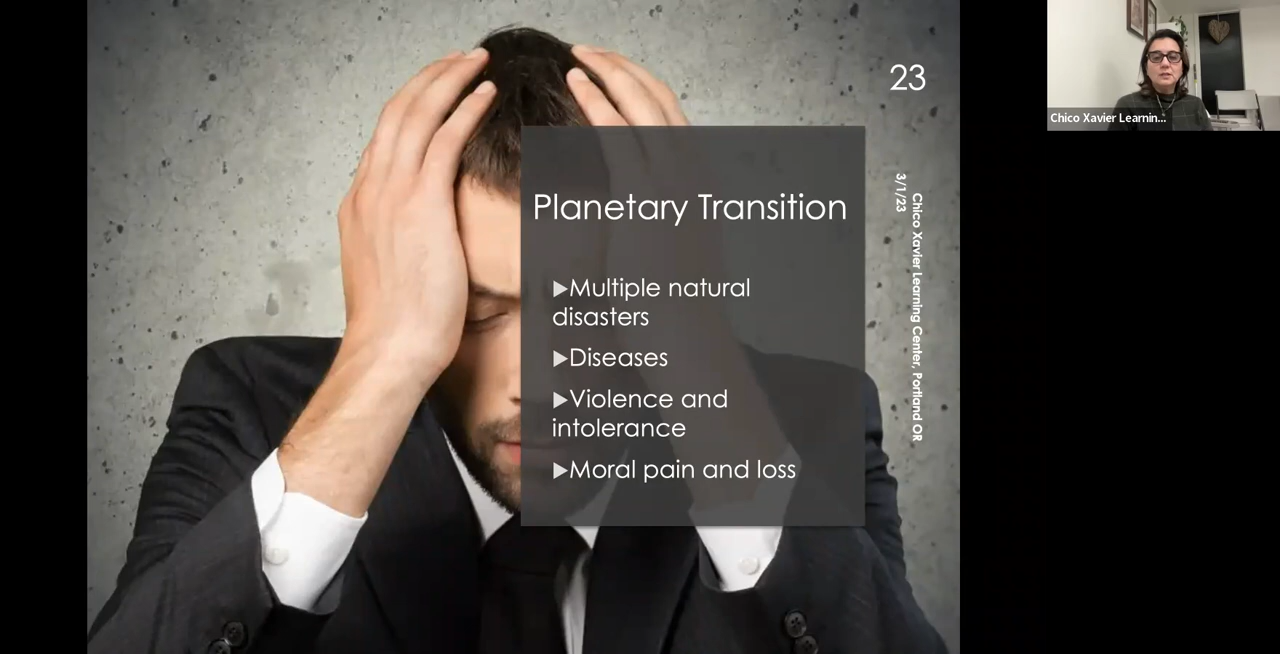 23
Planetary Transition
▶Multiple natural
disasters
▶Diseases
▶Violence and
intolerance
▶Moral pain and loss
3/1/23
Chico Xavier Learning Center, Portland OR
Chico Xavier Learnin...